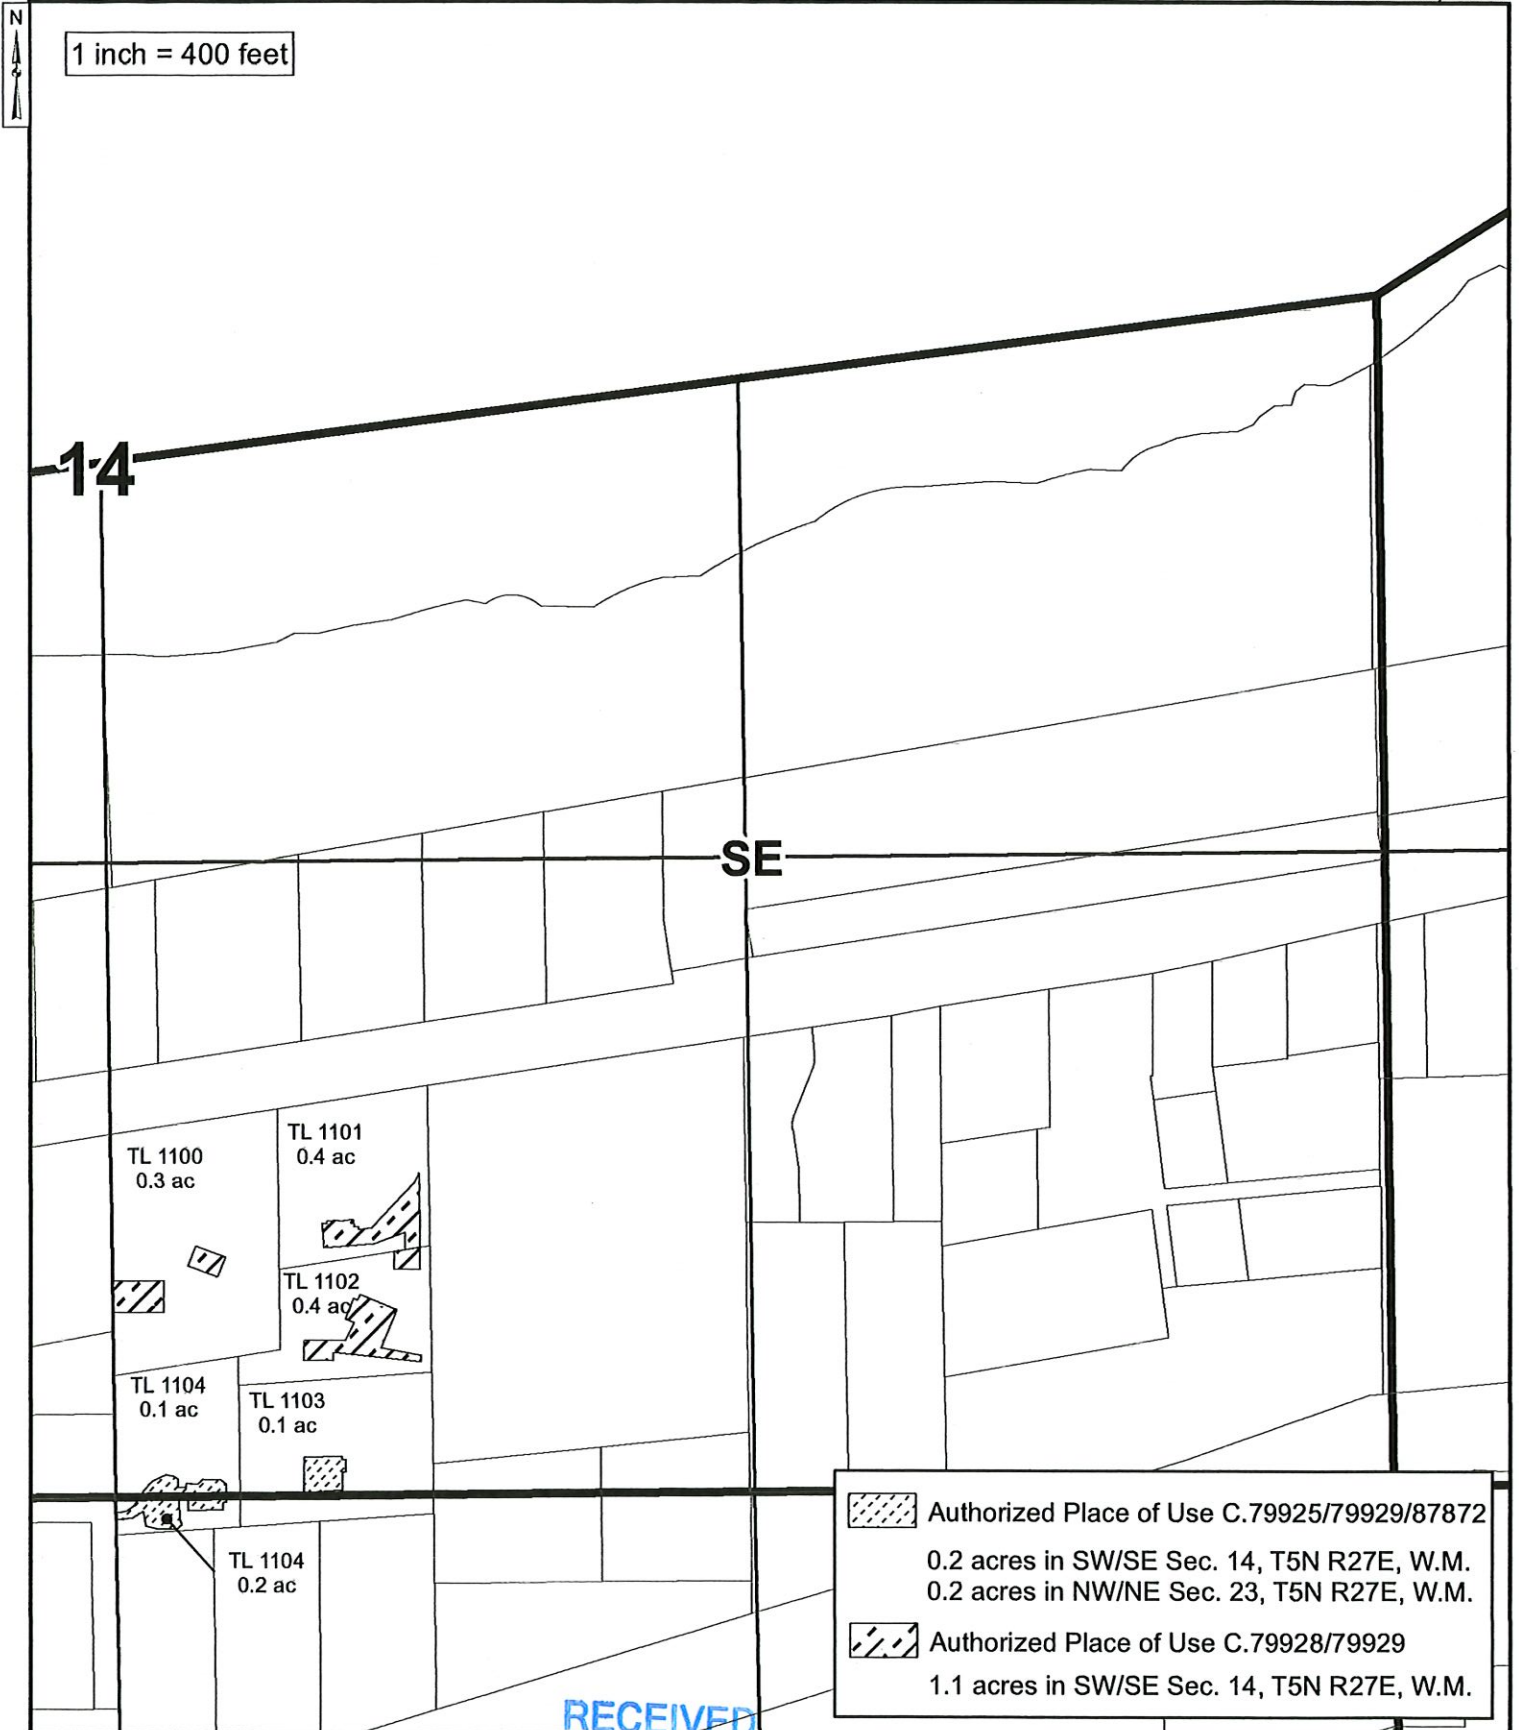 N
1 inch = 400 feet
14
SE
TL 1101
0.4 ac
TL 1100
0.3 ac
TL 1102
0.4 ac
TL 1104
0.1 ac
TL 1103
0.1 ac
TL 1104
0.2 ac
Authorized Place of Use C.79925/79929/87872
0.2 acres in SW/SE Sec. 14, T5N R27E, W.M.
0.2 acres in NW/NE Sec. 23, T5N R27E, W.M.
Authorized Place of Use C.79928/79929
1.1 acres in SW/SE Sec. 14, T5N R27E, W.M.
RECEIVED